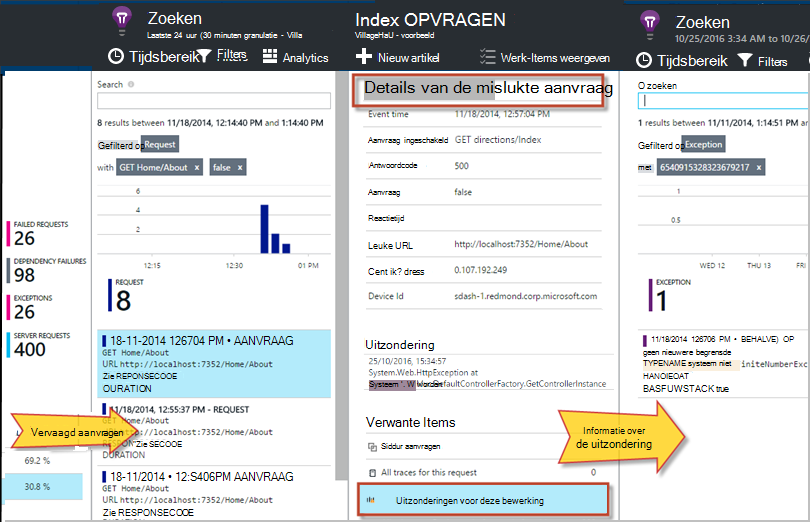 Zoeken
Laatste 24 uur (30 minuten granulatie - Villa
Tijdsbereik
Filters
Analytics
Search
8 results between 11/18/2014, 12:14:40 PM and 1:14:40 PM
Gefilterd op Request
with GET Home/About x false x
6
4
2
12:15 12:30 01 PM
REQUEST
8
18-11-2014 126704 PM • AANVRAAG
GET Home/About
URL http://localhost:7352/Home/About
Zie REPONSECOOE
OURATION
11/18/2014, 12:55:37 PM - REQUEST
GET Home/About
http://localhost:7352/Home/About
Zie SECOOE
DURATION
18-11/2014 • 12:S406PM AANVRAAG
GET Home/About
URL http://localhost:7352/Home/About
Zie REPONSECOOE
DURATION
FAILED REQUESTS
26
DEPENDENCY FAILURES
98
EXCEPTIONS
26
SERVER REQUESTS
400
Vervaagd aanvragen
69.2 %
30.8 %
Index OPVRAGEN
VillageHaU - voorbeeld
Nieuw artikel
Werk-Items weergeven
Details van de mislukte aanvraag
Event time 11/18/2014, 12:57:04 PM
Aanvraag ingeschakeld GET directions/Index
Antwoordcode 500
Aanvraag false
Reactietijd
Leuke URL http://localhost:7352/Home/About
Cent ik? dress 0.107.192.249
Device Id sdash-1.redmond.corp.microsoft.com
Uitzondering
25/10/2016, 15:34:57
System.Web.HttpException at
DefaultControllerFactory.GetControllerInstance
Verwante Items
Siddur aanvragen
All traces for this request 0
Uitzonderingen voor deze bewerking
Informatie over
de uitzondering
Zoeken
10/25/2016 3:34 AM to 10/26/
Tijdsbereik
Filters
O zoeken
1 results between 11/11/2014, 1:14:51 PM and
Gefilterd op Exception
met 6540915328323679217 x
1
0.5
WED 12 THU 13 FRI
EXCEPTION
1
11/18/2014 126706 PM • BEHALVE) OP
geen nieuwere begrensde
TYPENAME systeem niet initeNumberExc
HANOIEOAT
BASFUWSTACK true